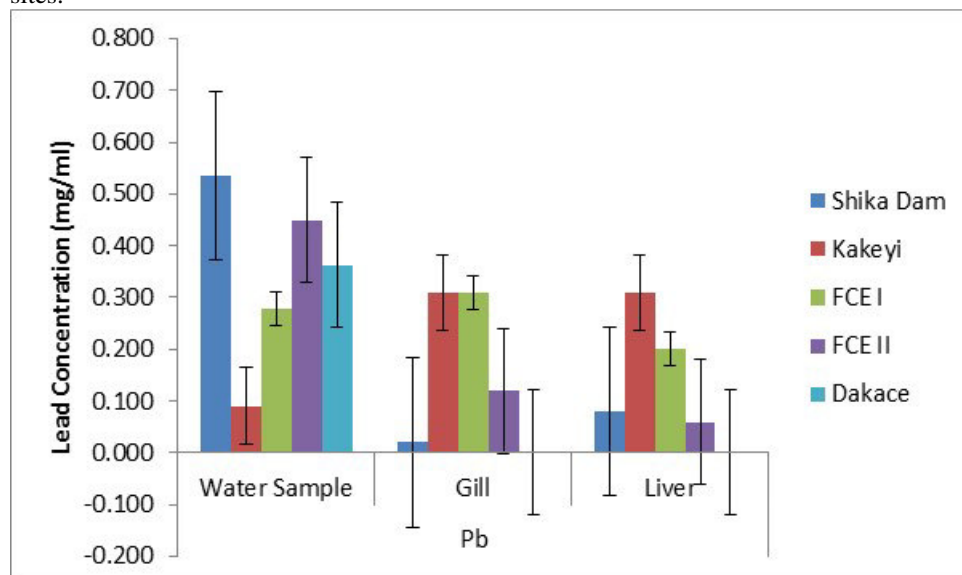 sites.
0.800
0.700
0.600
0.500
0.400
0.300
0.200
0.100
0.000
-0.100
-0.200
Lead Concentration (mg/ml)
Water Sample Gill Liver
Pb
Shika Dam
Kakeyi
FCE I
FCE II
Dakace